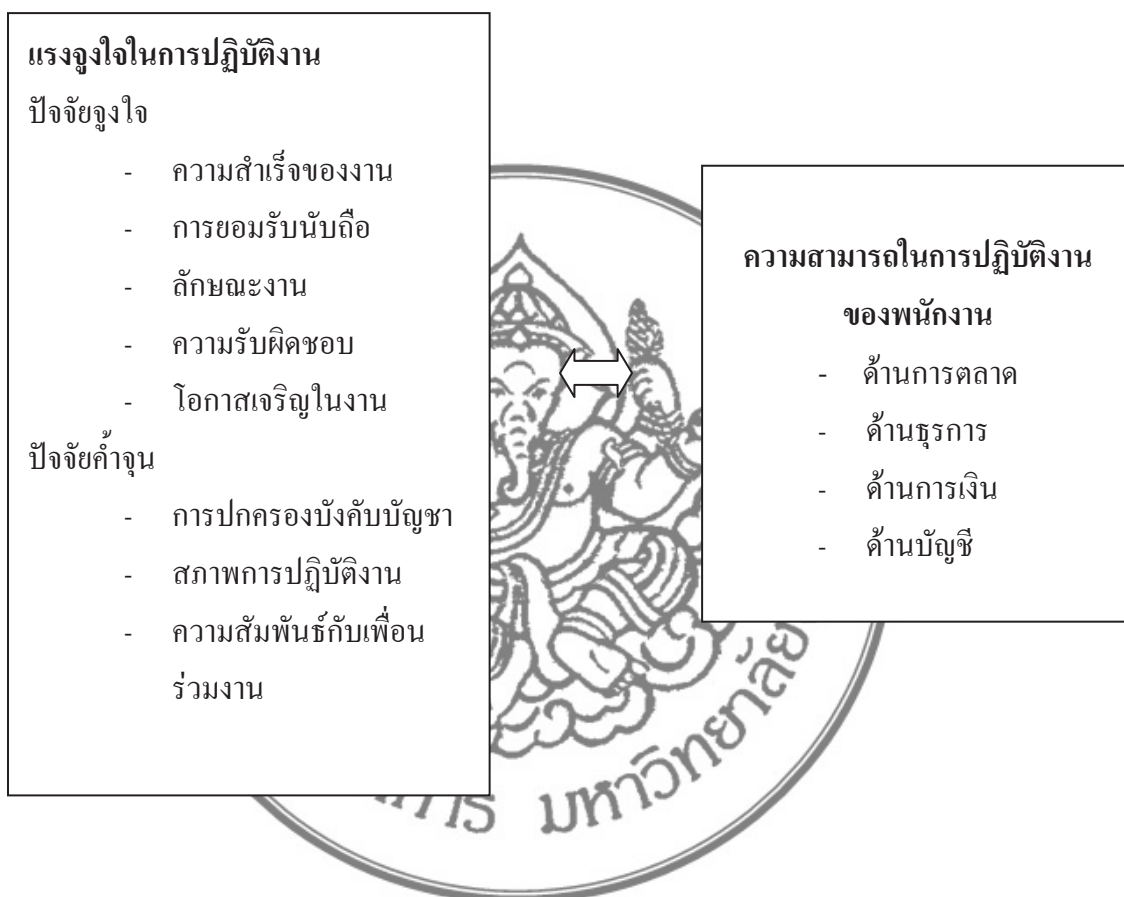 แรงจูงใจในการปฏิบัติงาน
ปัจจัยจูงใจ
- ความสำเร็จของงาน
- การยอมรับนับถือ
- ลักษณะงาน
- ความรับผิดชอบ
- โอกาสเจริญในงาน
ปัจจัยค้ำจุน
- การปกครองบังคับบัญชา
- สภาพการปฏิบัติงาน
- ความสัมพันธ์กับเพื่อน
ร่วมงาน
ความสามารถในการปฏิบัติงาน
ของพนักงาน
- ด้านการตลาด
- ด้านธุรการ
- ด้านการเงิน
- ด้านบัญชี
มหาวิทยาลัย